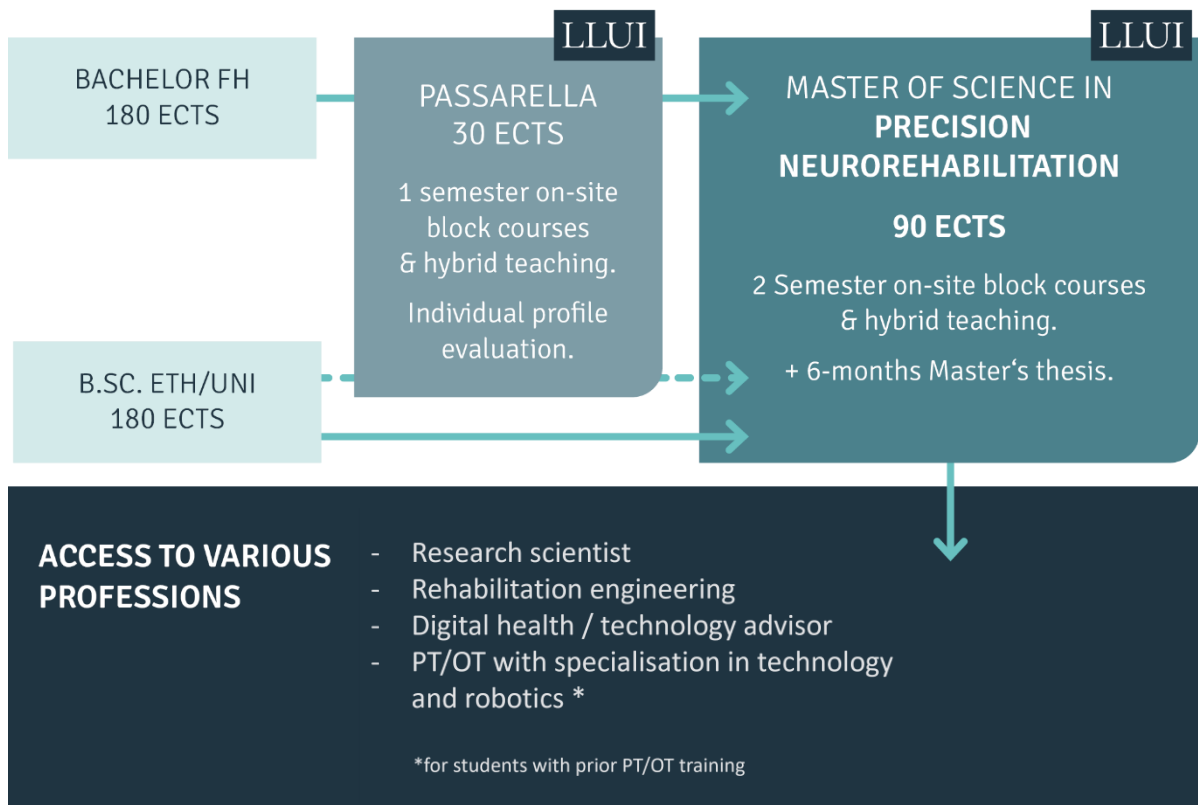 BACHELOR FH
180 ECTS
LLUI
PASSARELLA
30 ECTS
1 semester on-site
block courses
& hybrid teaching.
Individual profile
evaluation.
LLUI
MASTER OF SCIENCE IN
PRECISION
NEUROREHABILITATION
90 ECTS
2 Semester on-site block courses
& hybrid teaching.
+ 6-months Master‘s thesis.
B.SC. ETH/UNI
180 ECTS
ACCESS TO VARIOUS
PROFESSIONS
- Research scientist
- Rehabilitation engineering
- Digital health / technology advisor
- PT/OT with specialisation in technology
and robotics *
*for students with prior PT/OT training